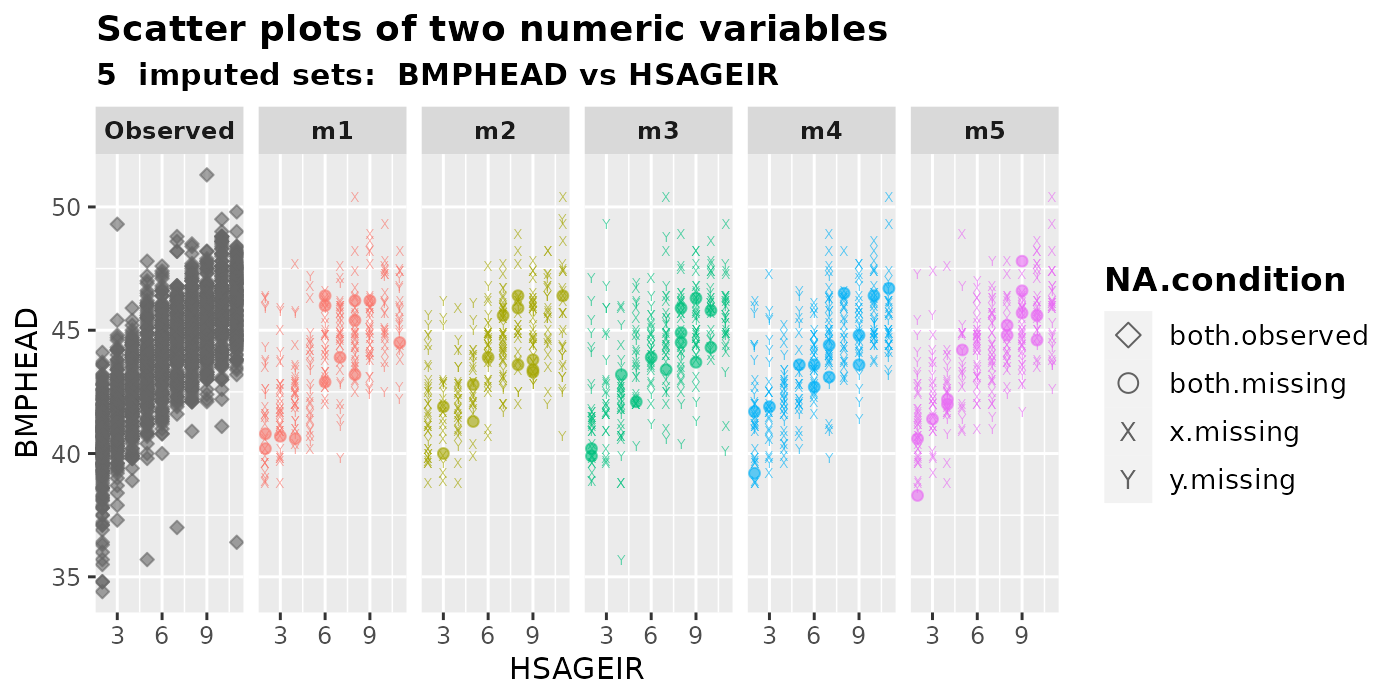 Scatter plots of two numeric variables
5  imputed sets:  BMPHEAD vs HSAGEIR
Observed m1 m2 m3 m4 m5
50
45
40
35
BMPHEAD
3 6 9 3 6 9 3 6 9 3 6 9 3 6 9 3 6 9
HSAGEIR
NA.condition
both.observed
both.missing
X x.missing
Y y.missing